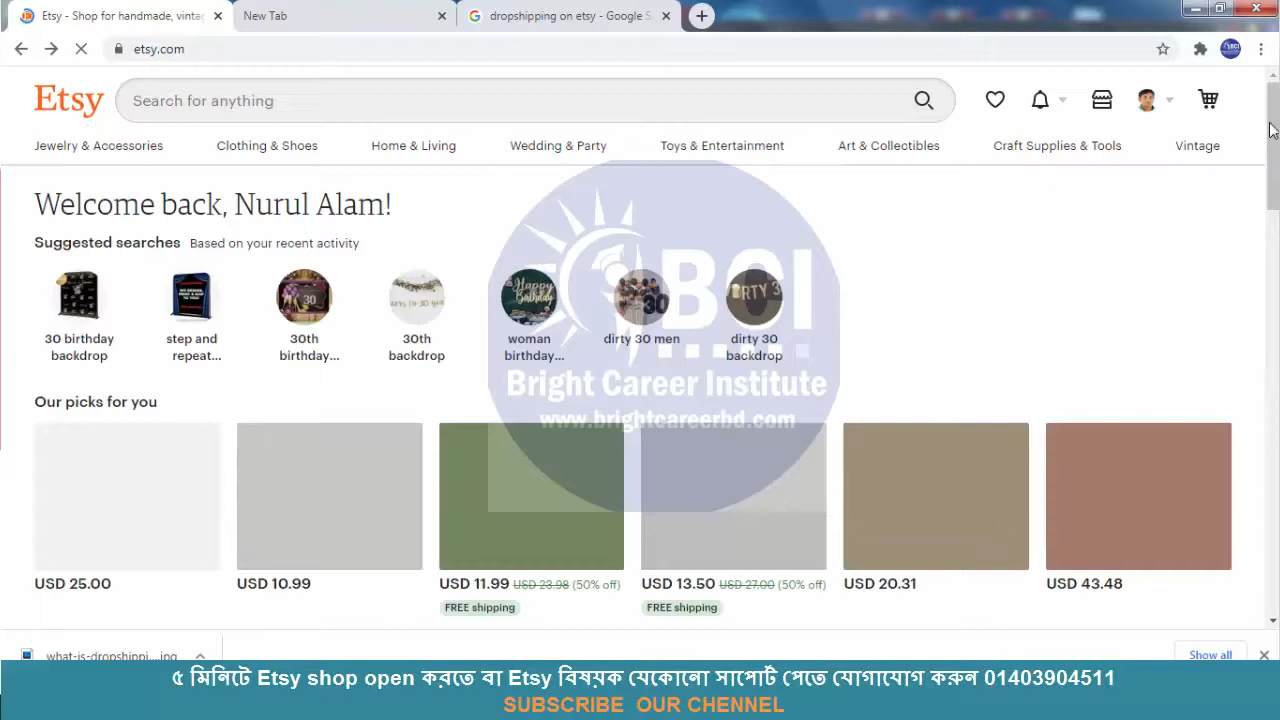 Etsy - Shop for handmade, vinta
New Tab
dropshipping on etsy - Google S
etsy.com
Etsy
Search for anything
Jewelry & Accessories
Clothing & Shoes
Home & Living
Wedding & Party
Toys & Entertainment
Art & Collectibles
Craft Supplies & Tools
Vintage
Welcome back, Nurul Alam!
Suggested searches Based on your recent activity
30 birthday
backdrop
step and
repeat...
30th
birthday...
30th
backdrop
woman
birthday...
dirty 30 men
dirty 30
backdrop
BCI
Bright Career Institute
www.brightcareerbd.com
Our picks for you
USD 25.00
USD 10.99
USD 11.99 USD 23.98 (50% off)
FREE shipping
USD 13.50 USD 27.00 (50% off)
FREE shipping
USD 20.31
USD 43.48
what-is-dropshippi....jpg
Show all
৫ মিনিটে Etsy shop open করতে বা Etsy বিষয়ক যেকোনো সাপোর্ট পেতে যোগাযোগ করুন 01403904511
SUBSCRIBE OUR CHENNEL